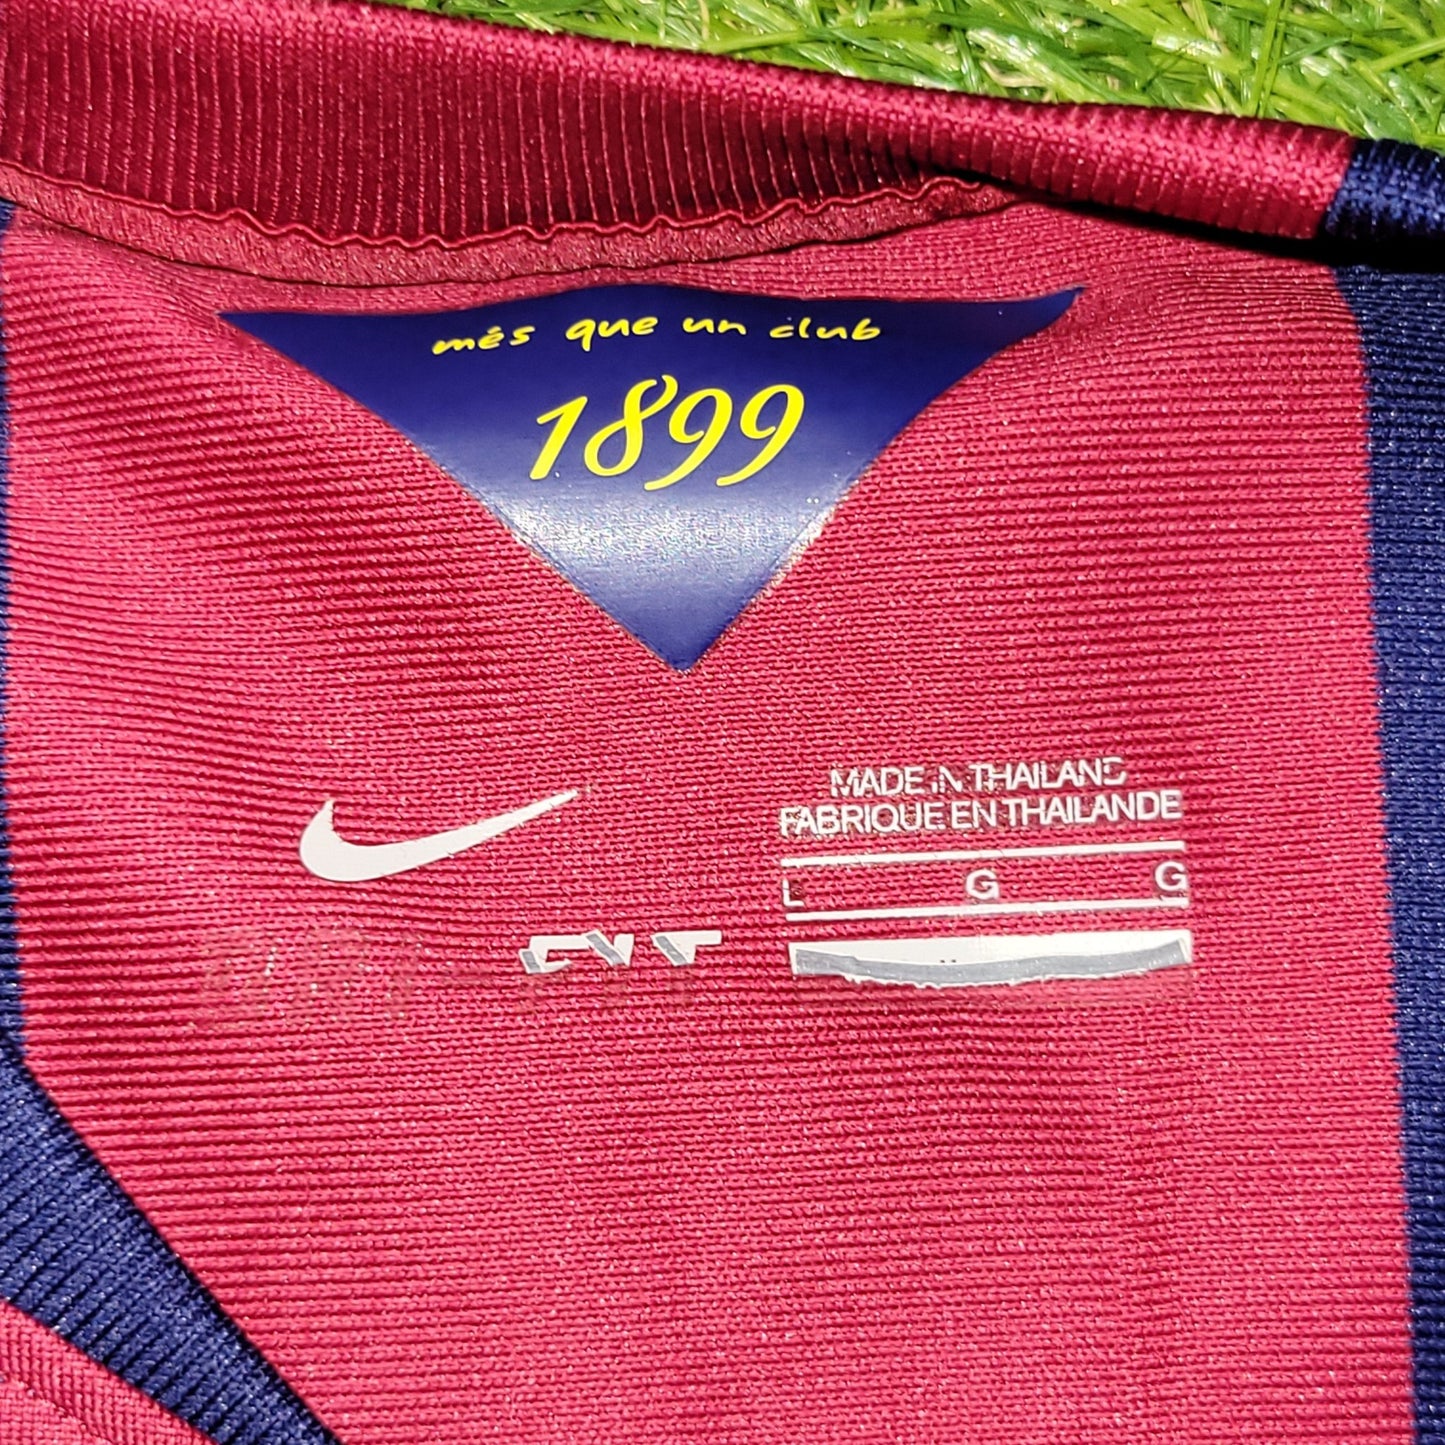 més que un club
1899
MADE IN THAILAND
FABRIQUE EN THAILANDE
L G G